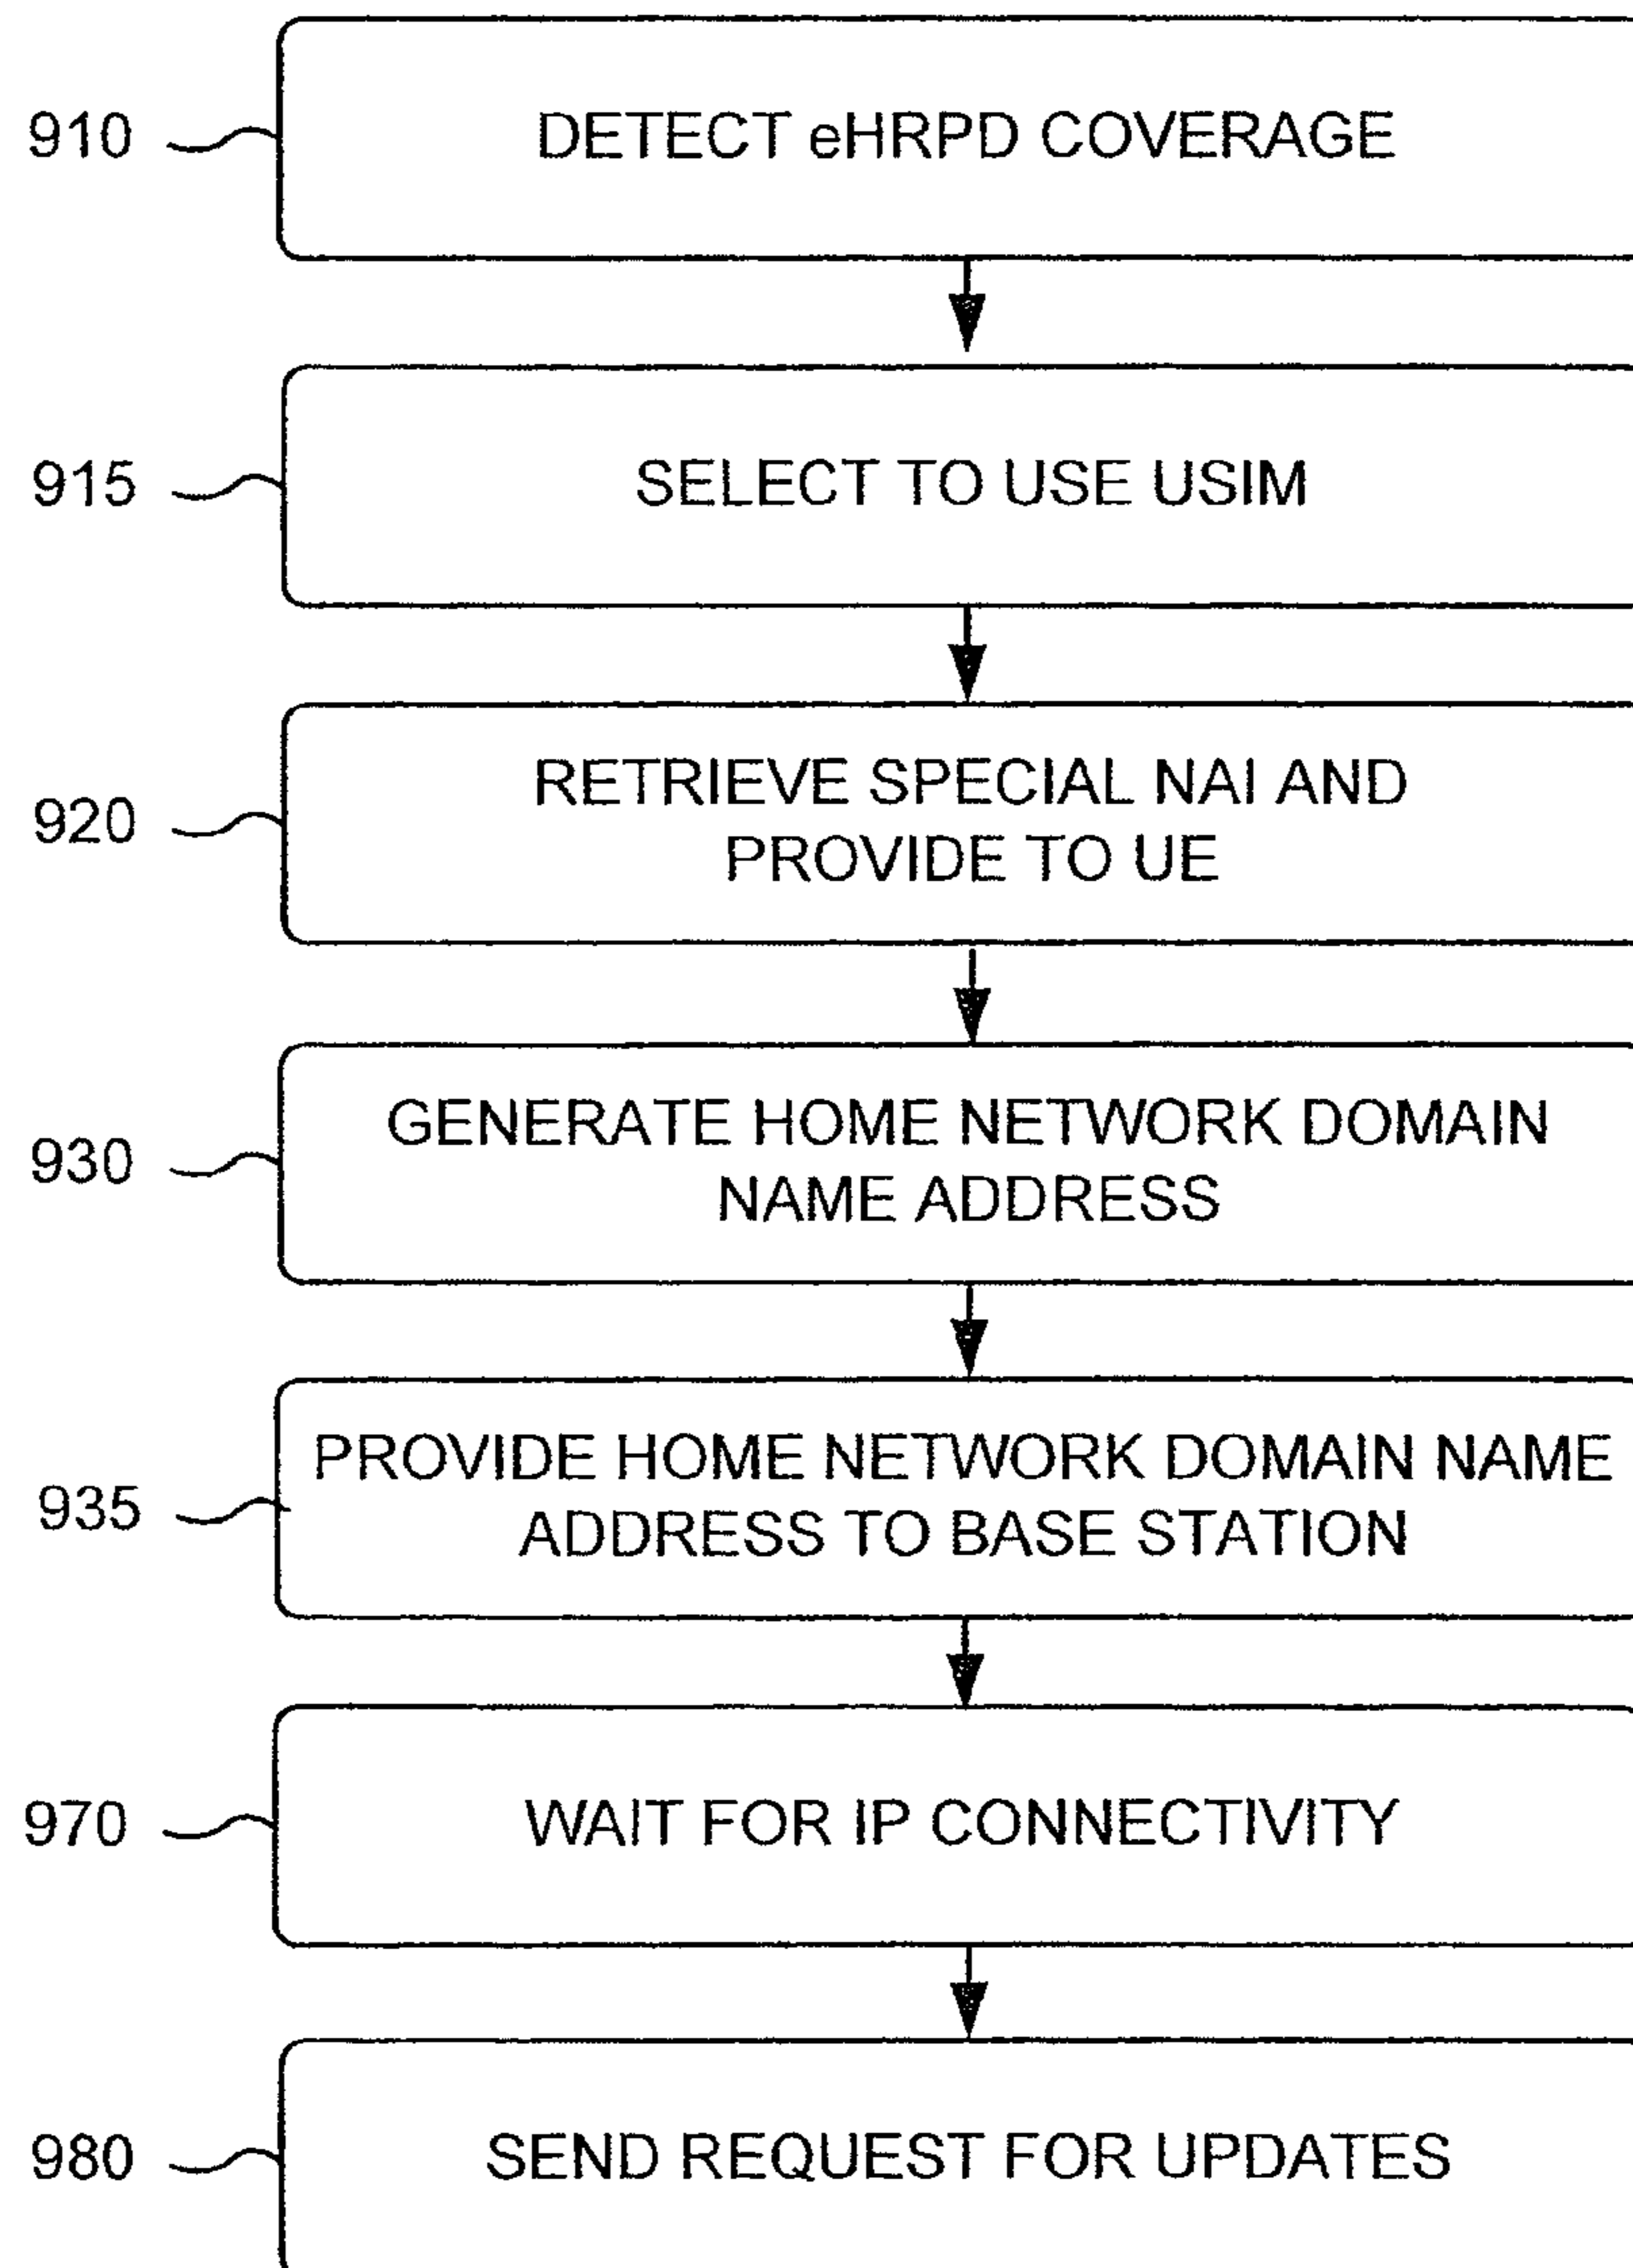 910
DETECT eHRPD COVERAGE
915
SELECT TO USE USIM
920
RETRIEVE SPECIAL NAI AND
PROVIDE TO UE
930
GENERATE HOME NETWORK DOMAIN
NAME ADDRESS
935
PROVIDE HOME NETWORK DOMAIN NAME
ADDRESS TO BASE STATION
970
WAIT FOR IP CONNECTIVITY
980
SEND REQUEST FOR UPDATES